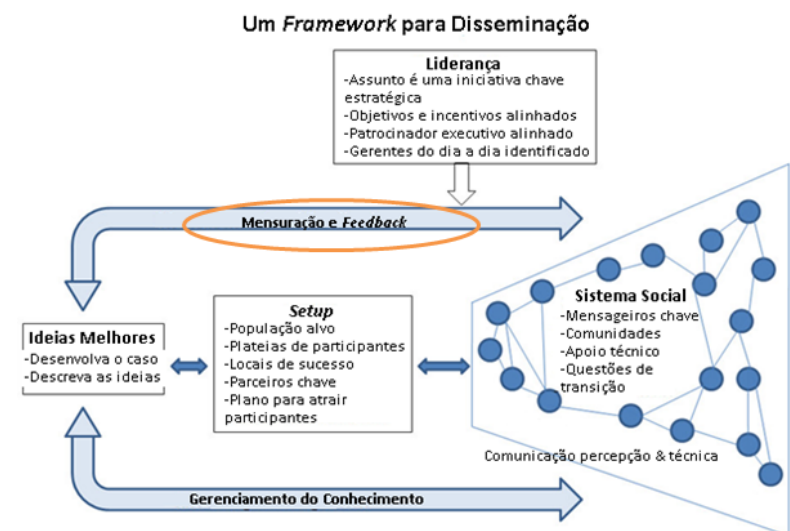 Um Framework para Disseminação
Liderança
-Assunto é uma iniciativa chave
estratégica
-Objetivos e incentivos alinhados
-Patrocinador executivo alinhado
-Gerentes do dia a dia identificado
Mensuração e Feedback
Ideias Melhores
-Desenvolva o caso
-Descreva as ideias
Setup
-População alvo
-Plateias de participantes
-Locais de sucesso
-Parceiros chave
-Plano para atrair
participantes
Sistema Social
-Mensageiros chave
-Comunidades
-Apoio técnico
-Questões de
transição
Comunicação percepção & técnica
Gerenciamento do Conhecimento